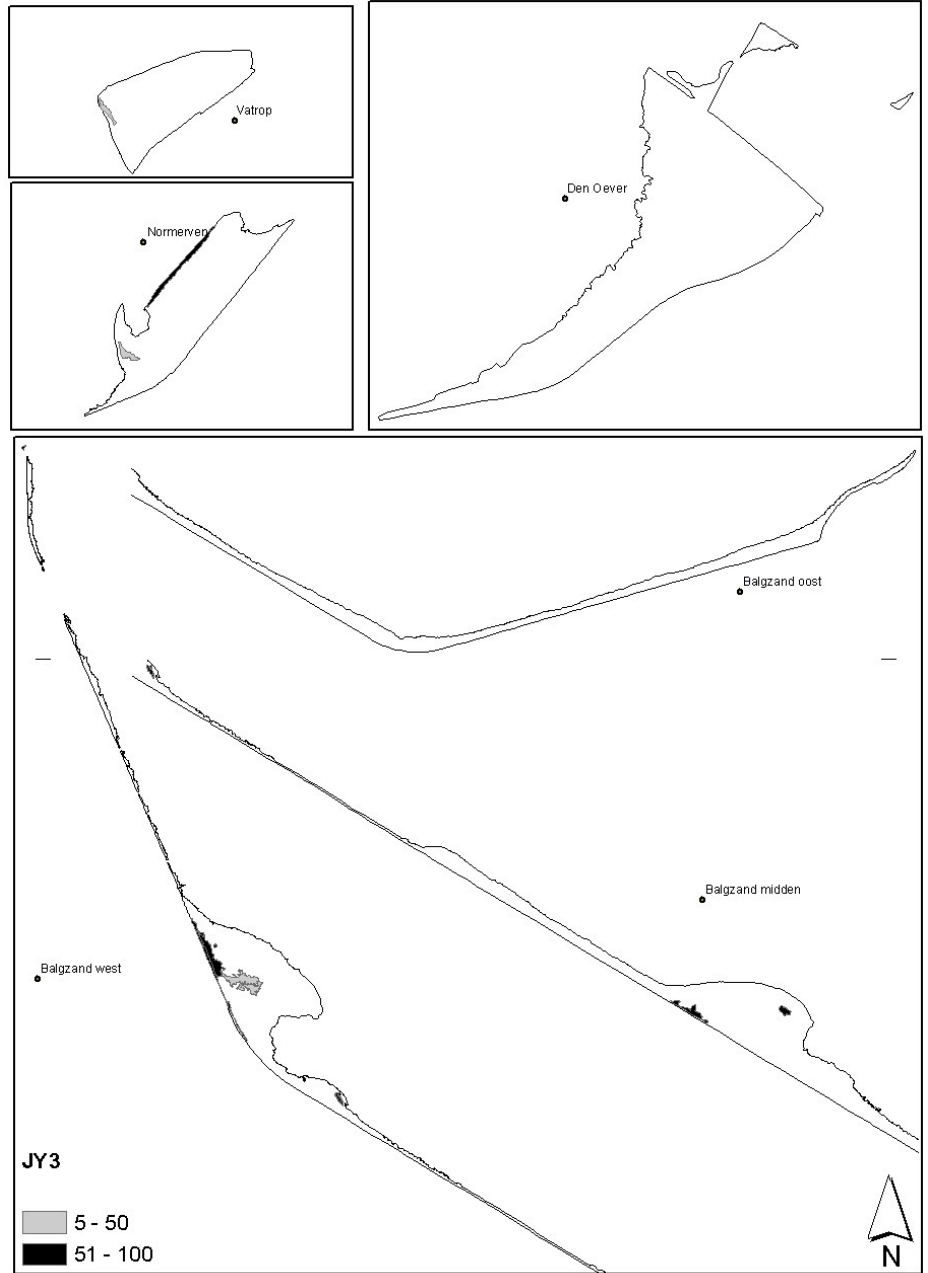 Vatrop
Normerven
Den Oever
Balgzand oost
Balgzand midden
Balgzand west
JY3
5 - 50
51 - 100
N